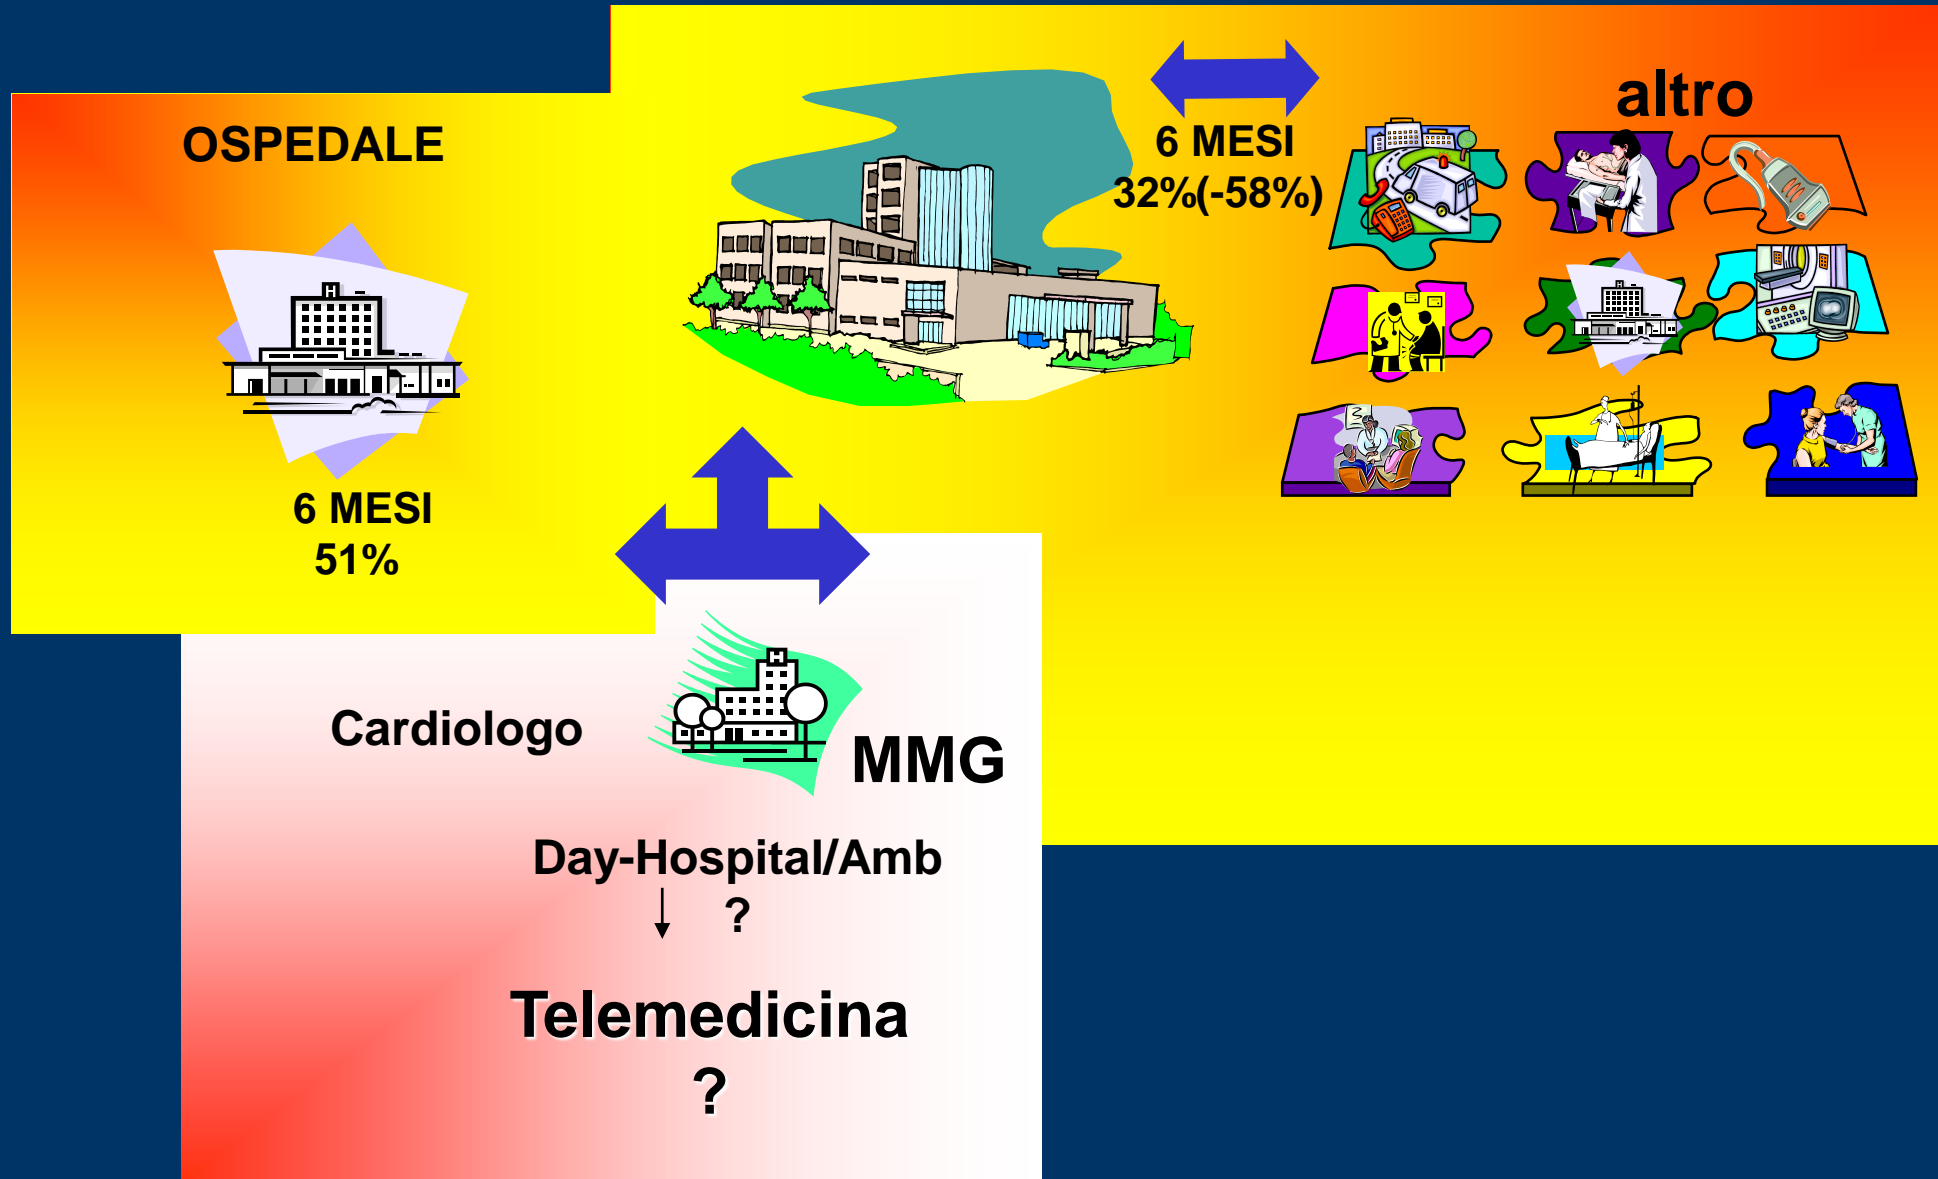 OSPEDALE
6 MESI
51%
6 MESI
32%(-58%)
altro
H
H
Cardiologo
MMG
Day-Hospital/Amb
?
Telemedicina
?